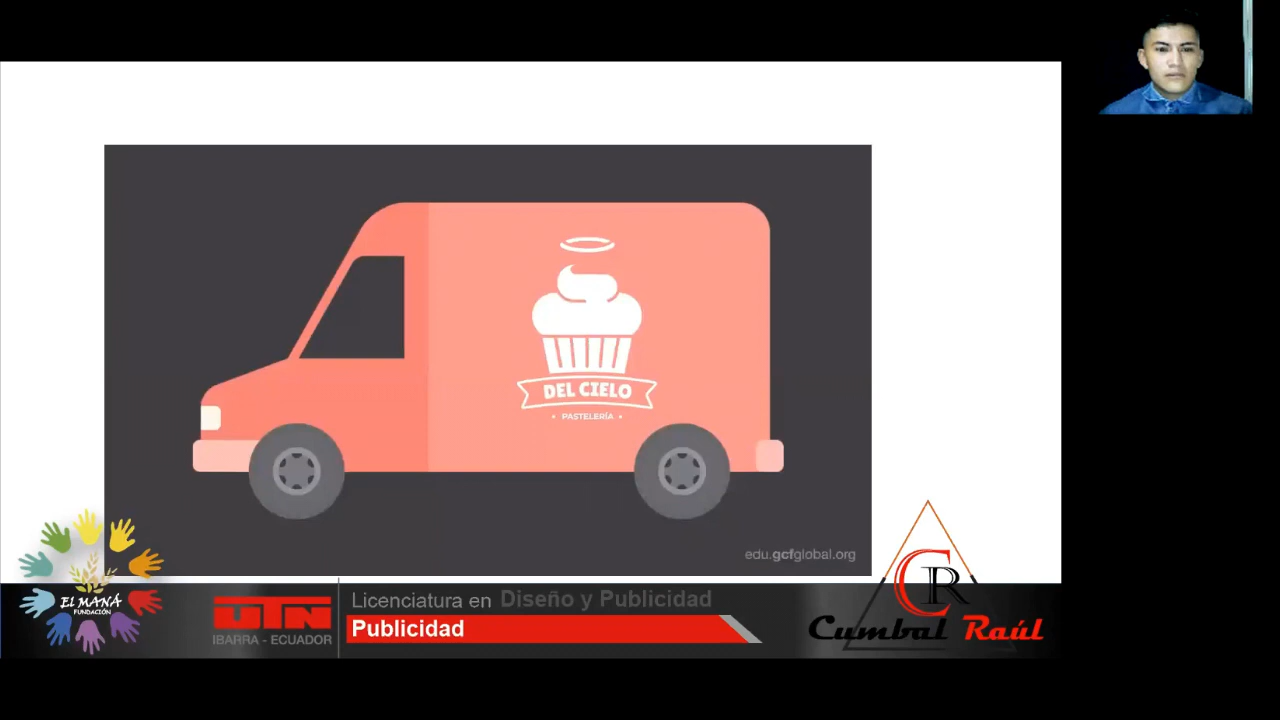 DEL CIELO
• PASTELERÍA •
edu.gcfglobal.org
EL MANÁ
FUNDACIÓN
UTN
IBARRA - ECUADOR
Licenciatura en Diseño y Publicidad
Publicidad
CR
Cumbal Raúl